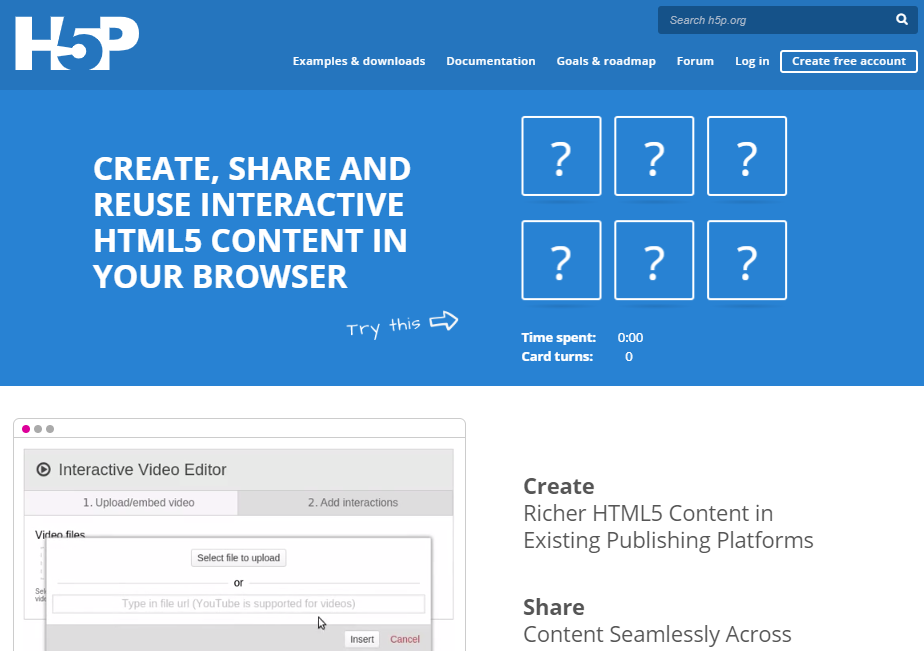 H5P
Search h5p.org
Examples & downloads Documentation Goals & roadmap Forum Log in Create free account
CREATE, SHARE AND
REUSE INTERACTIVE
HTML5 CONTENT IN
YOUR BROWSER
Try this
? ? ?
? ? ?
Time spent: 0:00
Card turns: 0
Interactive Video Editor
1. Upload/embed video 2. Add interactions
Video files
Select file to upload
or
Type in file url (YouTube is supported for videos)
Insert Cancel
Create
Richer HTML5 Content in
Existing Publishing Platforms
Share
Content Seamlessly Across